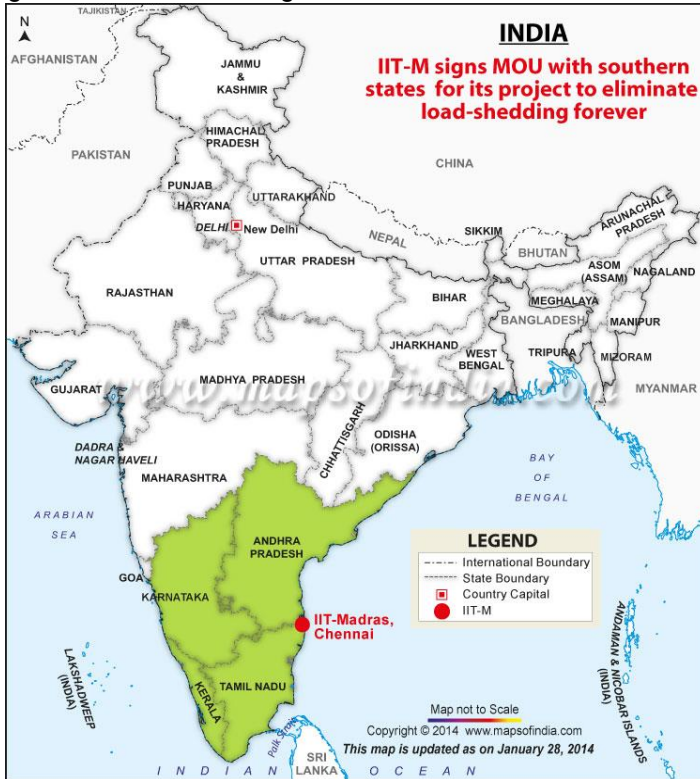 N
INDIA
IIT-M signs MOU with southern
states for its project to eliminate
load-shedding forever
TAJIKISTAN
AFGHANISTAN
JAMMU
&
KASHMIR
PAKISTAN
HIMACHAL
PRADESH
CHINA
PUNJAB
UTTARAKHAND
HARYANA
DELHI
New Delhi
NEPAL
SIKKIM
ARUNACHAL
PRADESH
BHUTAN
UTTAR PRADESH
ASOM
(ASSAM)
NAGALAND
RAJASTHAN
BIHAR
MEGHALAYA
BANGLADESH
MANIPUR
JHARKHAND
WEST
BENGAL
TRIPURA
MIZORAM
GUJARAT
MADHYA PRADESH
MYANMAR
www.mapsofindia.com
CHHATTISGARH
ODISHA
(ORISSA)
DADRA &
NAGAR HAVELI
MAHARASHTRA
BAY
OF
BENGAL
ARABIAN
SEA
ANDHRA
PRADESH
LEGEND
International Boundary
State Boundary
Country Capital
IIT-M
GOA
KARNATAKA
IIT-Madras,
Chennai
LAKSHADWEEP
(INDIA)
KERALA
TAMIL NADU
ANDAMAN & NICOBAR ISLANDS
(INDIA)
Map not to Scale
Copyright © 2014 www.mapsofindia.com
This map is updated as on January 28, 2014
Palk Strait
SRI
LANKA
INDIAN OCEAN